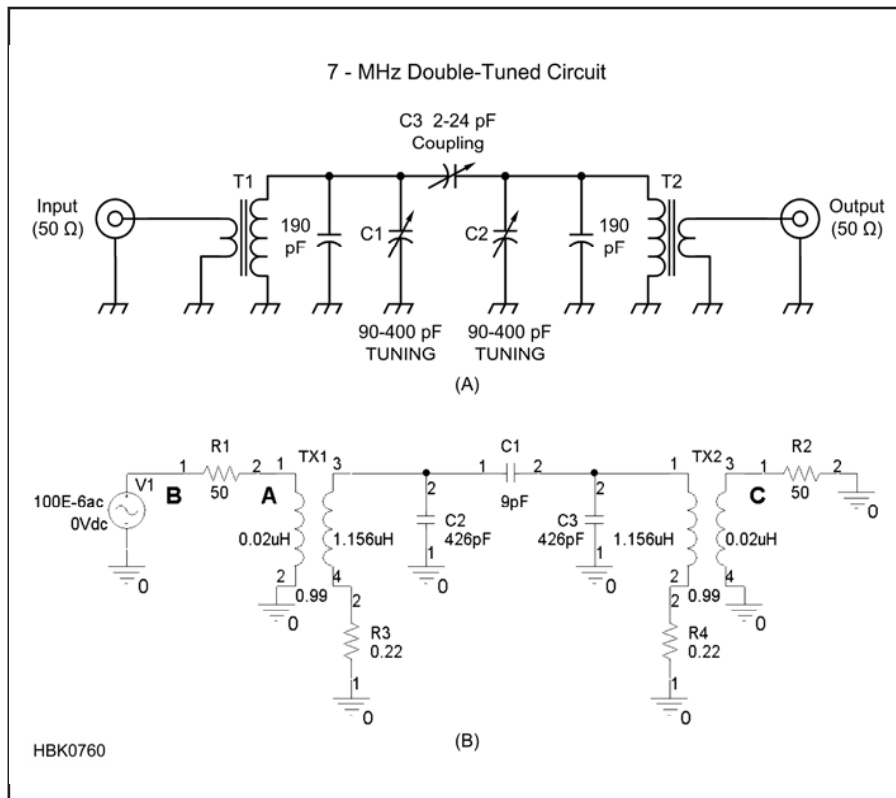 7 - MHz Double-Tuned Circuit
C3 2-24 pF
Coupling
T1
T2
Input
(50 Ω)
190
pF
C1
C2
190
pF
Output
(50 Ω)
90-400 pF
TUNING
90-400 pF
TUNING
(A)
R1
1 2 1
TX1
3
C1
1 2
1
TX2
3 1
R2
2
V1
B
50
A
9pF
C
50
100E-6ac
0Vdc
2
C2
2
C3
0
0.02uH
1.156uH
426pF
426pF
1.156uH
0.02uH
1
1
0
2
0.99
4
0
0
2
0.99
4
0
2
2
0
R3
0.22
R4
0.22
1
1
0
0
(B)
HBK0760